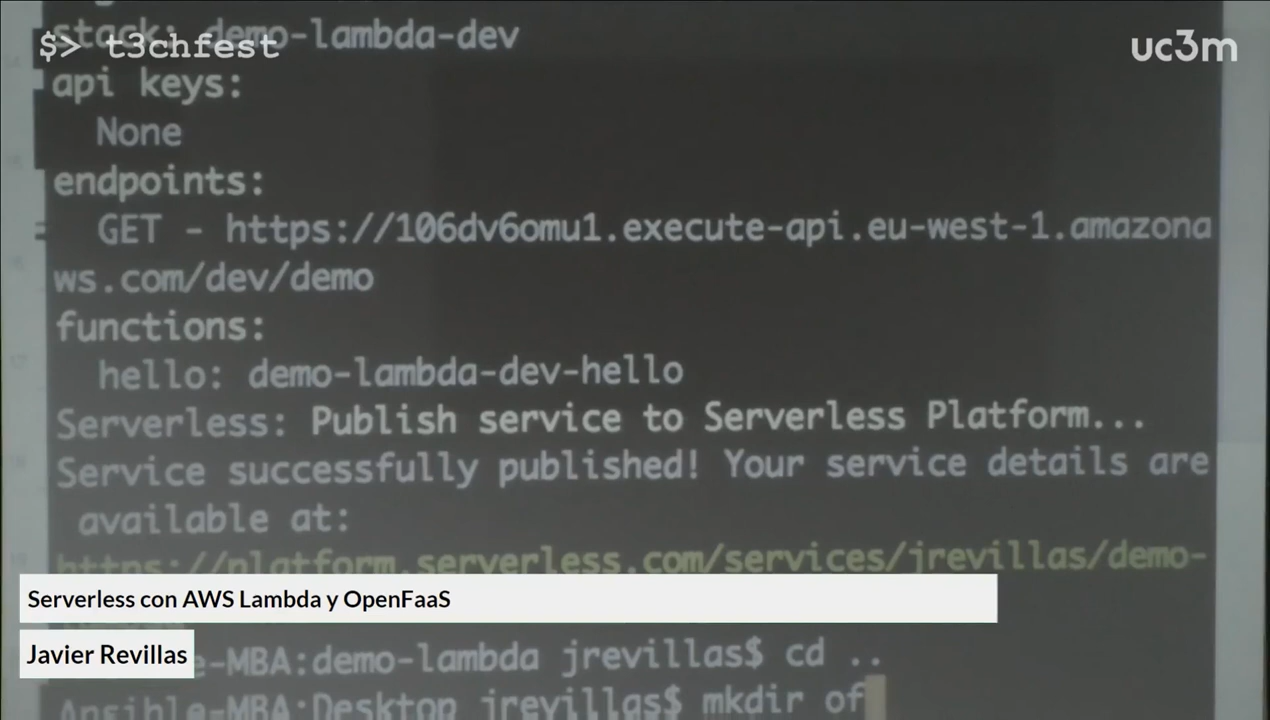 stack: demo-lambda-dev
$> t3chfest
uc3m
api keys:
None
endpoints:
GET - https://106dv6omu1.execute-api.eu-west-1.amazona
ws.com/dev/demo
functions:
hello: demo-lambda-dev-hello
Serverless: Publish service to Serverless Platform...
Service successfully published! Your service details are
available at:
https://platform.serverless.com/services/jrevillas/demo-
Serverless con AWS Lambda y OpenFaaS
Javier Revillas
e-MBA:demo-lambda jrevillas$ cd ..
Ansible-MBA:Desktop jrevillas$ mkdir of